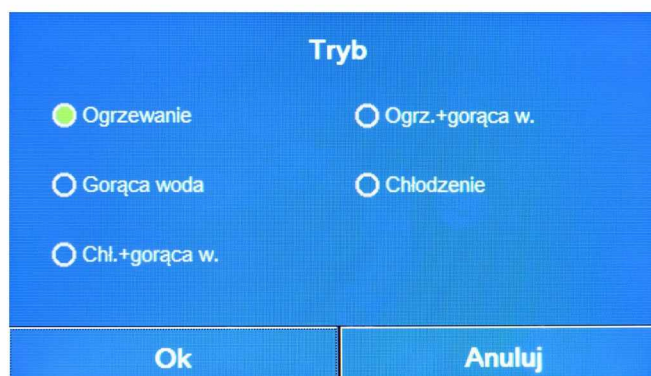 Tryb
Ogrzewanie
Ogrz.+gorąca w.
Gorąca woda
Chłodzenie
Chł.+gorąca w.
Ok
Anuluj